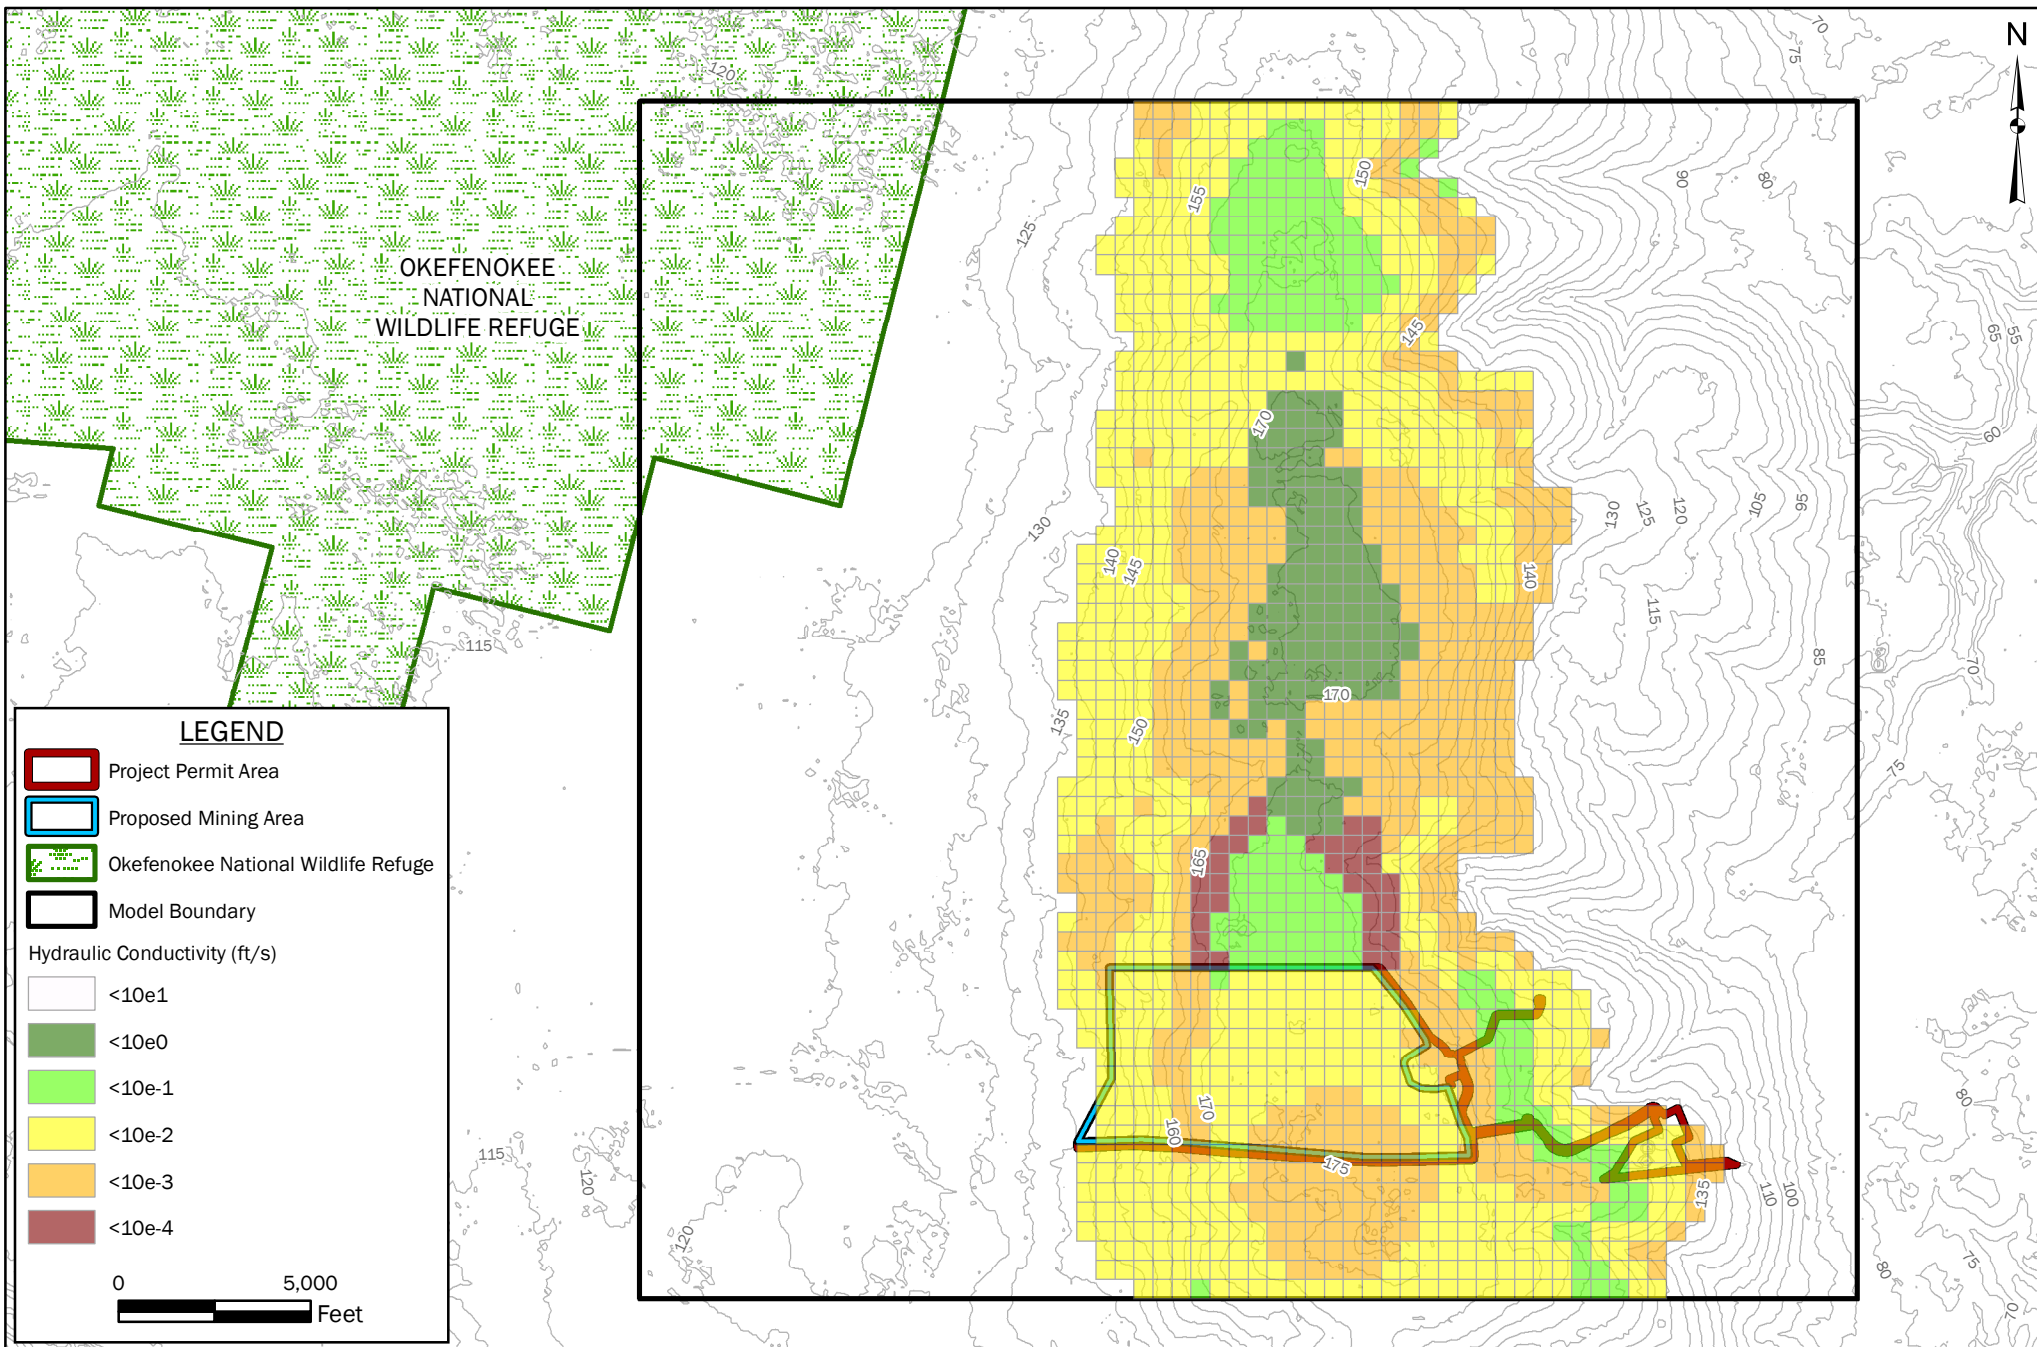 N
70
75
120
125
155
150
90
80
OKEFENOKEE
NATIONAL
WILDLIFE REFUGE
145
65
55
170
60
130
130
125
120
105
95
140
145
140
115
115
85
70
170
135
150
75
165
80
170
160
175
115
120
120
135
110
100
80
75
70
LEGEND
Project Permit Area
Proposed Mining Area
Okefenokee National Wildlife Refuge
Model Boundary
Hydraulic Conductivity (ft/s)
<10e1
<10e0
<10e-1
<10e-2
<10e-3
<10e-4
0 5,000
Feet